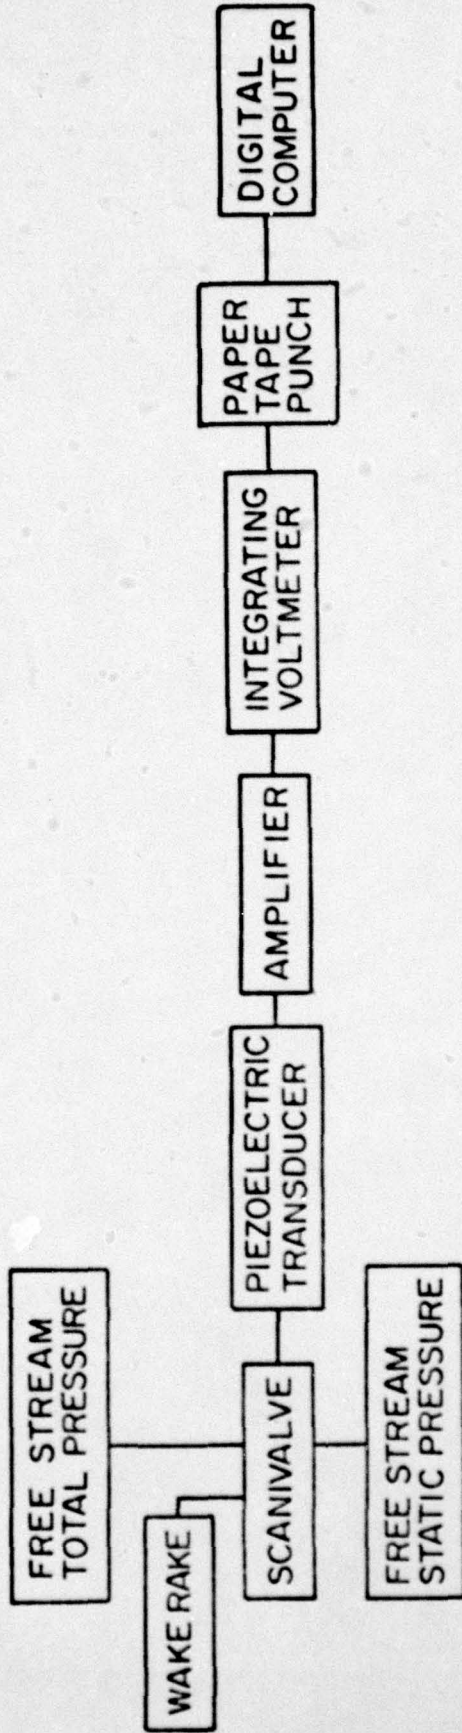 FREE STREAM
TOTAL PRESSURE
WAKE RAKE
SCANIVALVE
FREE STREAM
STATIC PRESSURE
PIEZOELECTRIC
TRANSDUCER
AMPLIFIER
INTEGRATING
VOLTMETER
PAPER
TAPE
PUNCH
DIGITAL
COMPUTER